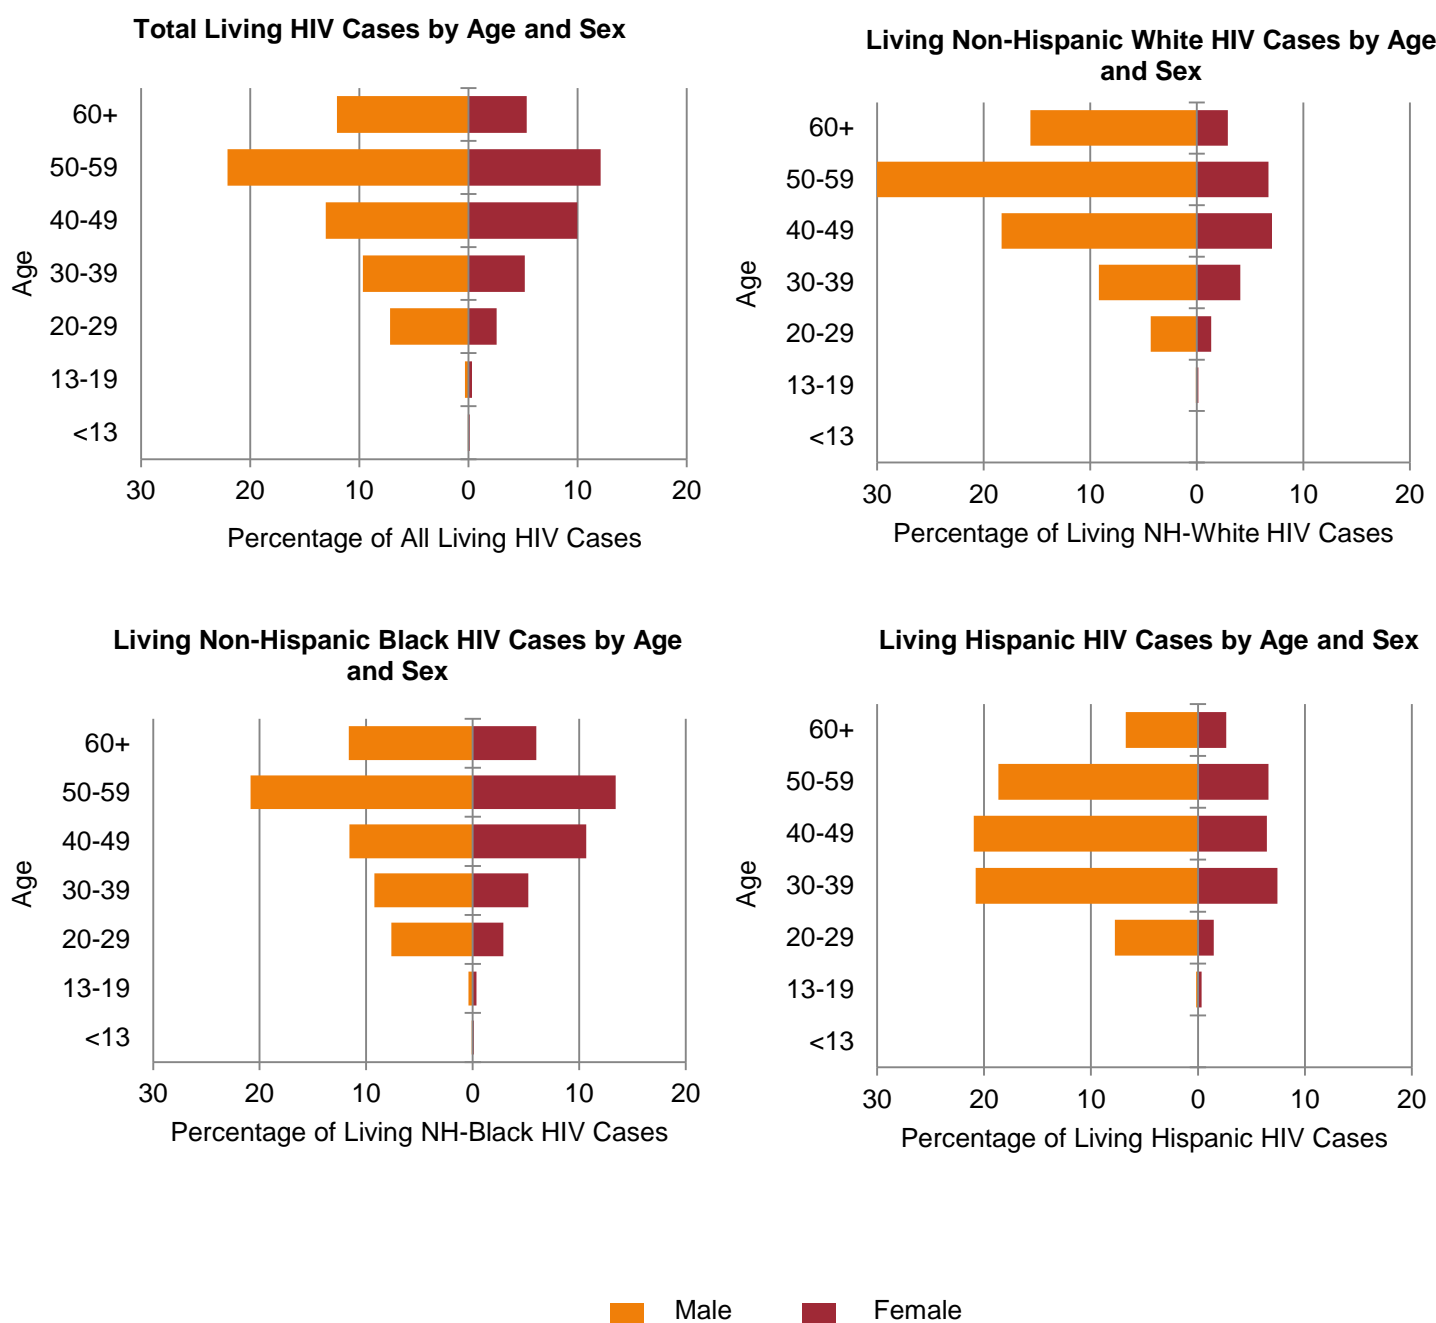 Total Living HIV Cases by Age and Sex
60+
50-59
40-49
30-39
20-29
13-19
<13
Age
30 20 10 0 10 20
Percentage of All Living HIV Cases
Living Non-Hispanic White HIV Cases by Age
and Sex
60+
50-59
40-49
30-39
20-29
13-19
<13
Age
30 20 10 0 10 20
Percentage of Living NH-White HIV Cases
Living Non-Hispanic Black HIV Cases by Age
and Sex
60+
50-59
40-49
30-39
20-29
13-19
<13
Age
30 20 10 0 10 20
Percentage of Living NH-Black HIV Cases
Living Hispanic HIV Cases by Age and Sex
60+
50-59
40-49
30-39
20-29
13-19
<13
Age
30 20 10 0 10 20
Percentage of Living Hispanic HIV Cases
Male Female